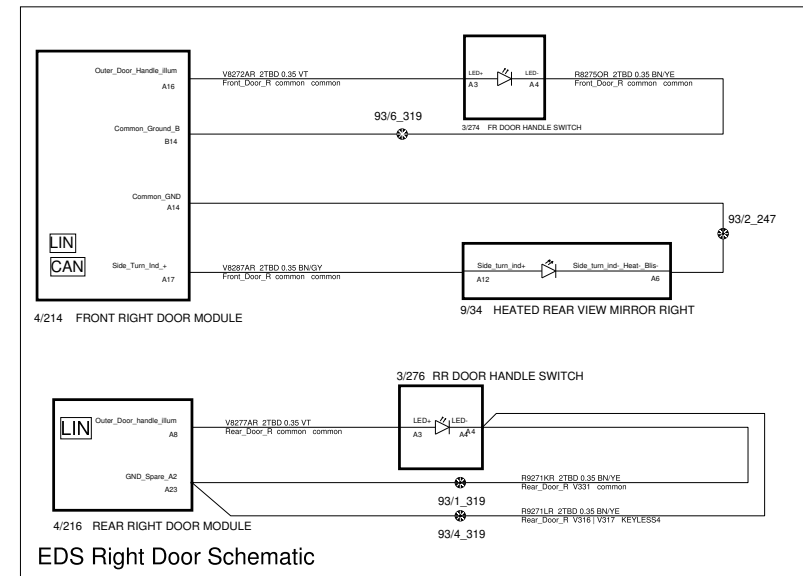 Outer_Door_Handle_illum
A16
V8272AR 2TBD 0.35 VT
Front_Door_R common common
LED+
A3
LED-
A4
R8275OR 2TBD 0.35 BN/YE
Front_Door_R common common
3/274 FR DOOR HANDLE SWITCH
93/6_319
Common_Ground_B
B14
Common_GND
A14
93/2_247
LIN
CAN
Side_Turn_Ind_+
A17
V8287AR 2TBD 0.35 BN/GY
Front_Door_R common common
Side_turn_ind+
A12
Side_turn_ind-_Heat-_Blis-
A6
9/34 HEATED REAR VIEW MIRROR RIGHT
4/214 FRONT RIGHT DOOR MODULE
3/276 RR DOOR HANDLE SWITCH
LIN
Outer_Door_handle_illum
A8
V8277AR 2TBD 0.35 VT
Rear_Door_R common common
LED+
A3
LED-
A4
A4
GND_Spare_A2
A23
93/1_319
R9271KR 2TBD 0.35 BN/YE
Rear_Door_R V331 common
93/4_319
R9271LR 2TBD 0.35 BN/YE
Rear_Door_R V316 | V317 KEYLESS4
4/216 REAR RIGHT DOOR MODULE
EDS Right Door Schematic